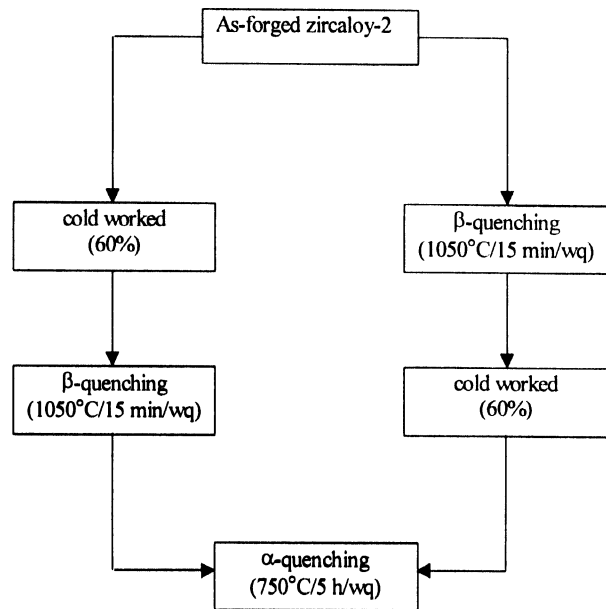 As-forged zircaloy-2
cold worked
(60%)
β-quenching
(1050°C/15 min/wq)
β-quenching
(1050°C/15 min/wq)
cold worked
(60%)
α-quenching
(750°C/5 h/wq)